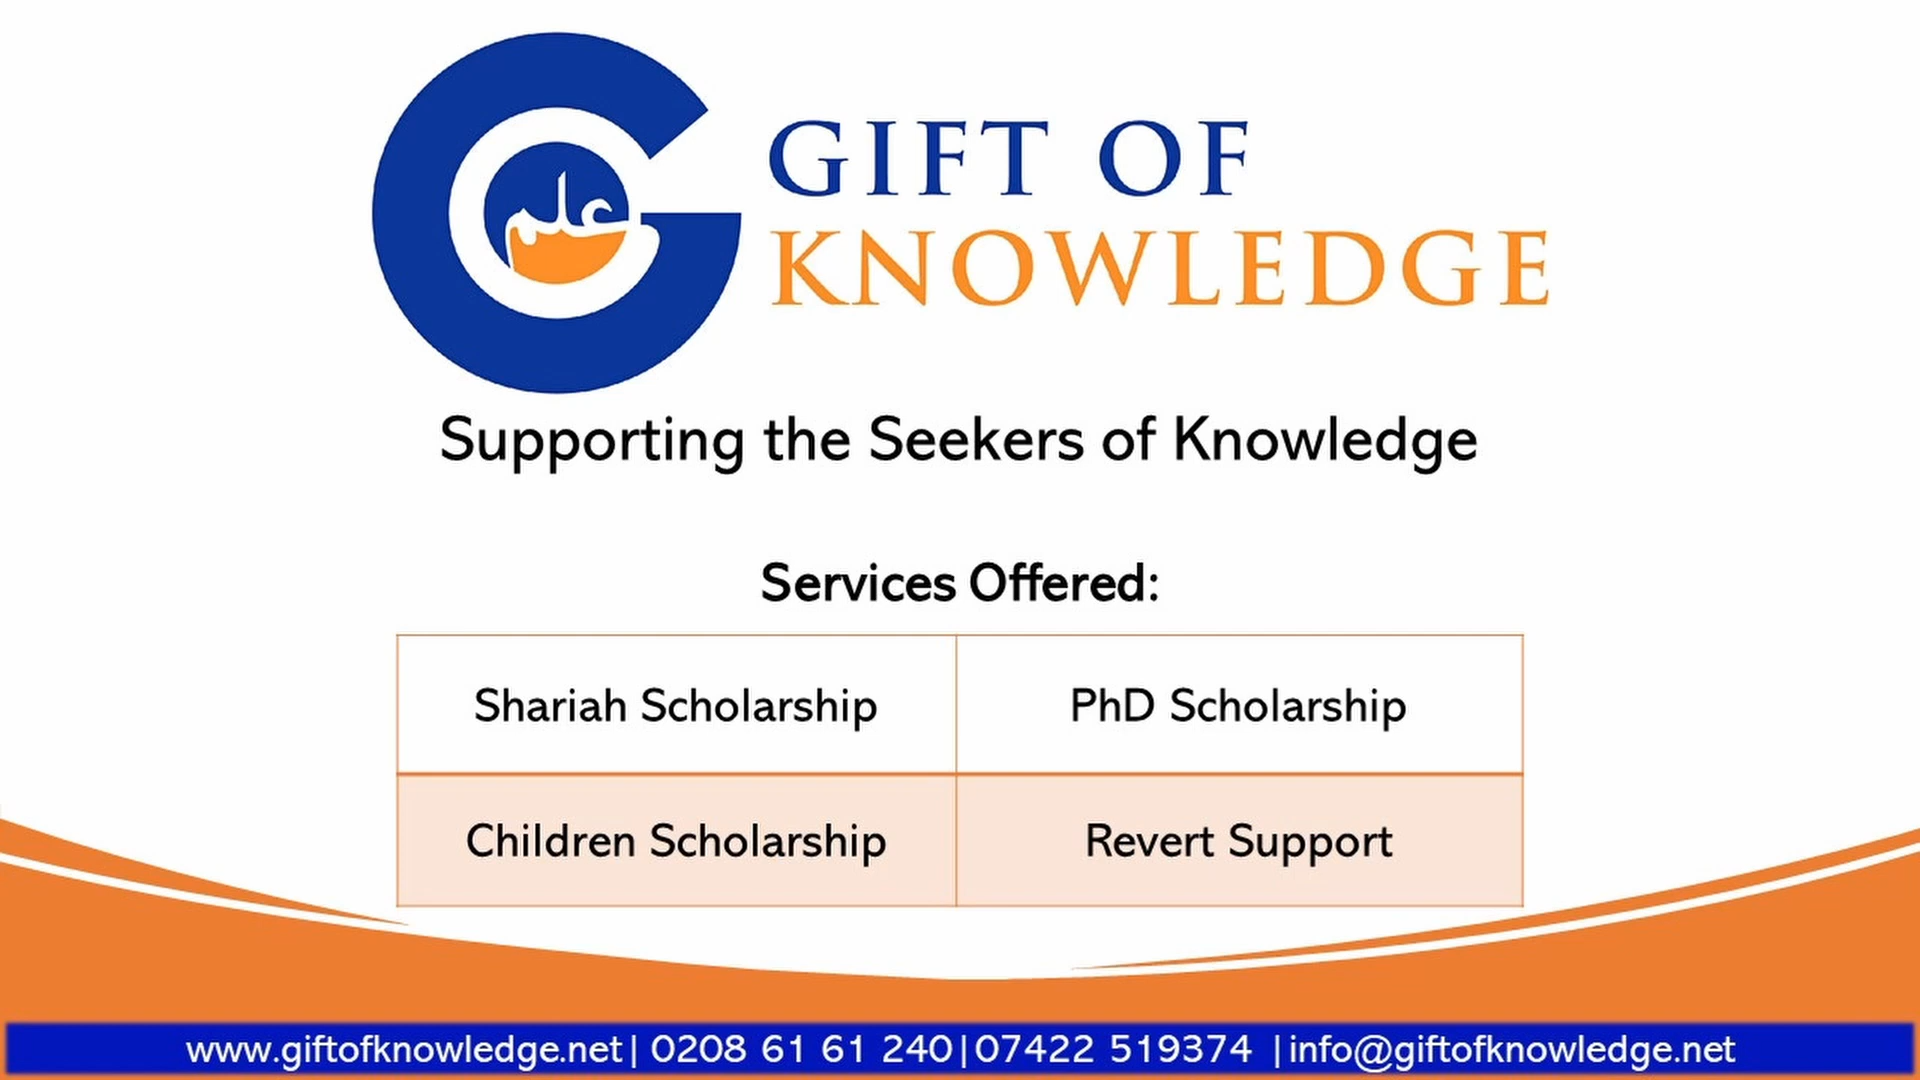 علم
GIFT OF
KNOWLEDGE
Supporting the Seekers of Knowledge
Services Offered:
Shariah Scholarship
PhD Scholarship
Children Scholarship
Revert Support
www.giftofknowledge.net| 0208 61 61 240|07422 519374 |info@giftofknowledge.net